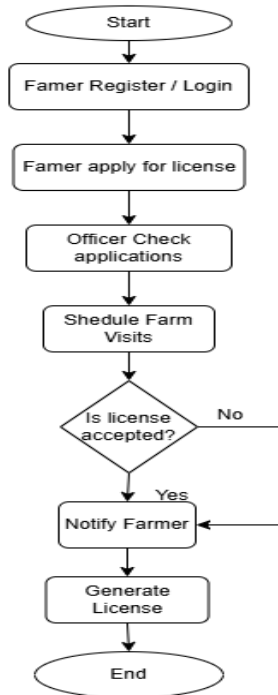 Start
Famer Register / Login
Famer apply for license
Officer Check
applications
Shedule Farm
Visits
Is license
accepted?
No
Yes
Notify Farmer
Generate
License
End